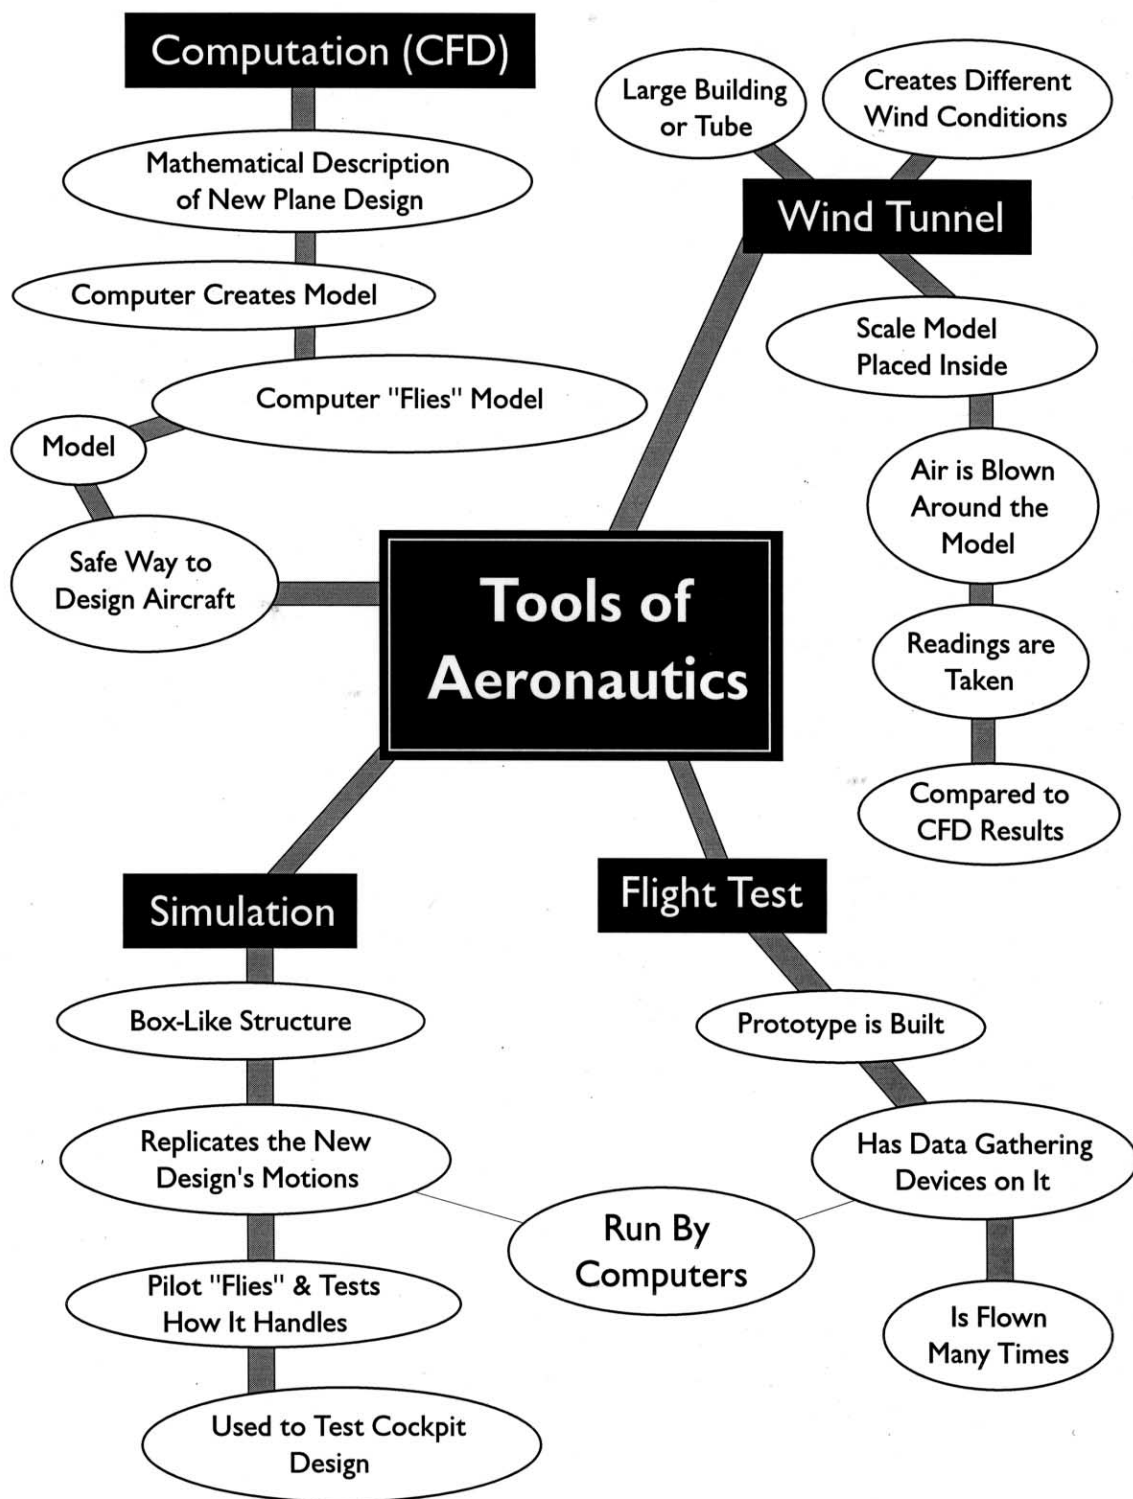 Computation (CFD)
Mathematical Description
of New Plane Design
Computer Creates Model
Computer "Flies" Model
Model
Safe Way to
Design Aircraft
Large Building
or Tube
Creates Different
Wind Conditions
Wind Tunnel
Scale Model
Placed Inside
Air is Blown
Around the
Model
Readings are
Taken
Compared to
CFD Results
Tools of
Aeronautics
Simulation
Box-Like Structure
Replicates the New
Design's Motions
Pilot "Flies" & Tests
How It Handles
Used to Test Cockpit
Design
Flight Test
Prototype is Built
Has Data Gathering
Devices on It
Run By
Computers
Is Flown
Many Times